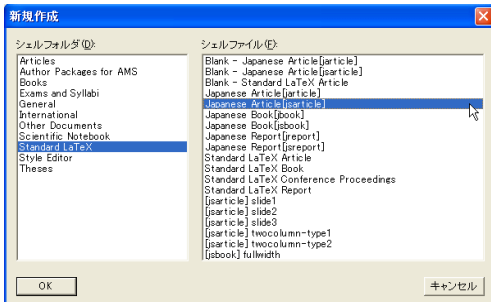 新規作成
シェルフォルダ(D):
Articles
Author Packages for AMS
Books
Exams and Syllabi
General
International
Other Documents
Scientific Notebook
Standard LaTeX
Style Editor
Theses
シェルファイル(F):
Blank - Japanese Article[jarticle]
Blank - Japanese Article[jsarticle]
Blank - Standard LaTeX Article
Japanese Article[jarticle]
Japanese Article[jsarticle]
Japanese Book[jbook]
Japanese Book[jsbook]
Japanese Report[jreport]
Japanese Report[jsreport]
Standard LaTeX Article
Standard LaTeX Book
Standard LaTeX Conference Proceedings
Standard LaTeX Report
[jsarticle] slide1
[jsarticle] slide2
[jsarticle] slide3
[jsarticle] twocolumn-type1
[jsarticle] twocolumn-type2
[jsbook] fullwidth
OK
キャンセル